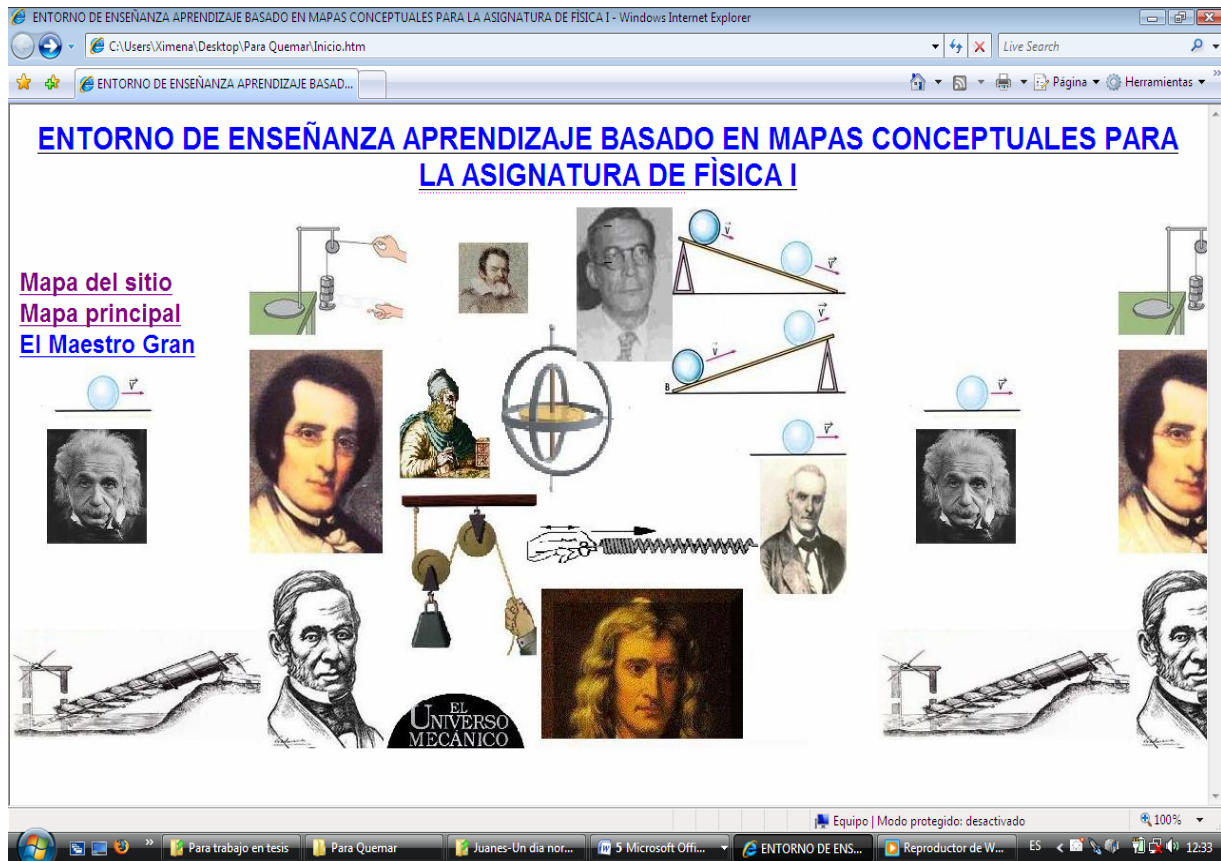 ENTORNO DE ENSEÑANZA APRENDIZAJE BASADO EN MAPAS CONCEPTUALES PARA LA ASIGNATURA DE FÌSICA I - Windows Internet Explorer
C:\Users\Ximena\Desktop\Para Quemar\Inicio.htm
Live Search
ENTORNO DE ENSEÑANZA APRENDIZAJE BASAD...
Página
Herramientas
ENTORNO DE ENSEÑANZA APRENDIZAJE BASADO EN MAPAS CONCEPTUALES PARA
LA ASIGNATURA DE FÌSICA I
Mapa del sitio
Mapa principal
El Maestro Gran
v
v
v
v
B
v
v
v
EL
UNIVERSO
MECÁNICO
Equipo | Modo protegido: desactivado
100%
Para trabajo en tesis
Para Quemar
Juanes-Un dia nor...
5 Microsoft Offi...
ENTORNO DE ENS...
Reproductor de W...
ES
12:33